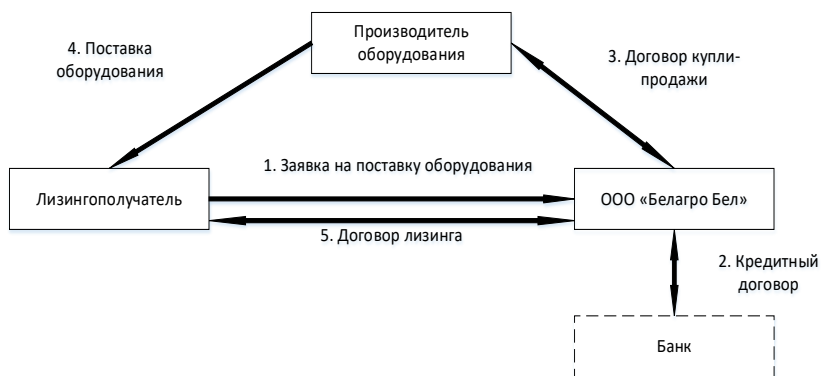 Производитель
оборудования
4. Поставка
оборудования
3. Договор купли-
продажи
1. Заявка на поставку оборудования
Лизингополучатель
ООО «Белагро Бел»
5. Договор лизинга
2. Кредитный
договор
Банк